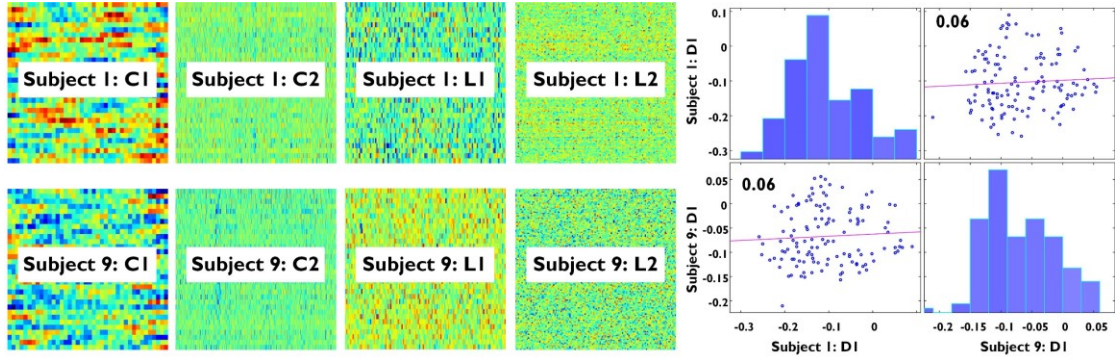 Subject 1: C1
Subject 1: C2
Subject 1: L1
Subject 1: L2
Subject 9: C1
Subject 9: C2
Subject 9: L1
Subject 9: L2
Subject 1: D1
0.1
0
-0.1
-0.2
-0.3
0.06
Subject 9: D1
0.05
0
-0.05
-0.1
-0.15
-0.2
0.06
-0.3 -0.2 -0.1 0
-0.2 -0.1 -0.05 0 0.05
Subject 1: D1
Subject 9: D1